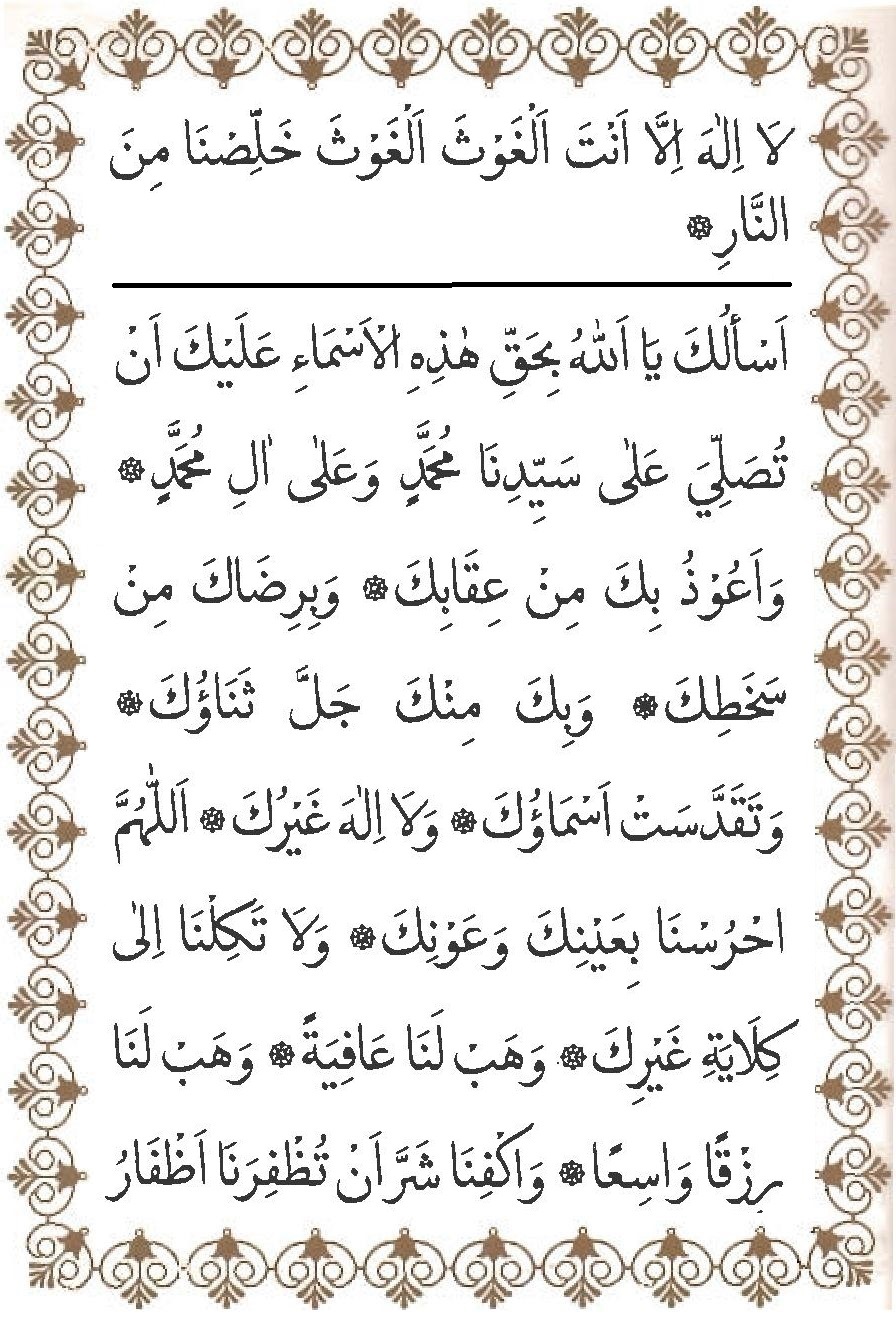 لَا اِلٰهَ اِلَّا اَنْتَ اَلْغَوْثَ اَلْغَوْثَ خَلِّصْنَا مِنَ
النَّارِ ۞
اَسْأَلُكَ يَا اَللّٰهُ بِحَقِّ هٰذِهِ الْاَسْمَاءِ عَلَيْكَ اَنْ
تُصَلِّيَ عَلٰى سَيِّدِنَا مُحَمَّدٍ وَعَلٰى اٰلِ مُحَمَّدٍ ۞
وَاَعُوْذُ بِكَ مِنْ عِقَابِكَ ۞ وَبِرِضَاكَ مِنْ
سَخَطِكَ ۞ وَبِكَ مِنْكَ جَلَّ ثَنَاؤُكَ ۞
وَتَقَدَّسَتْ اَسْمَاؤُكَ ۞ وَلَا اِلٰهَ غَيْرُكَ ۞ اَللّٰهُمَّ
احْرُسْنَا بِعَيْنِكَ وَعَوْنِكَ ۞ وَلَا تَكِلْنَا اِلٰى
كِلَايَةِ غَيْرِكَ ۞ وَهَبْ لَنَا عَافِيَةً ۞ وَهَبْ لَنَا
رِزْقًا وَاسِعًا ۞ وَاكْفِنَا شَرَّ اَنْ تُظْفِرَنَا اَظْفَارُ